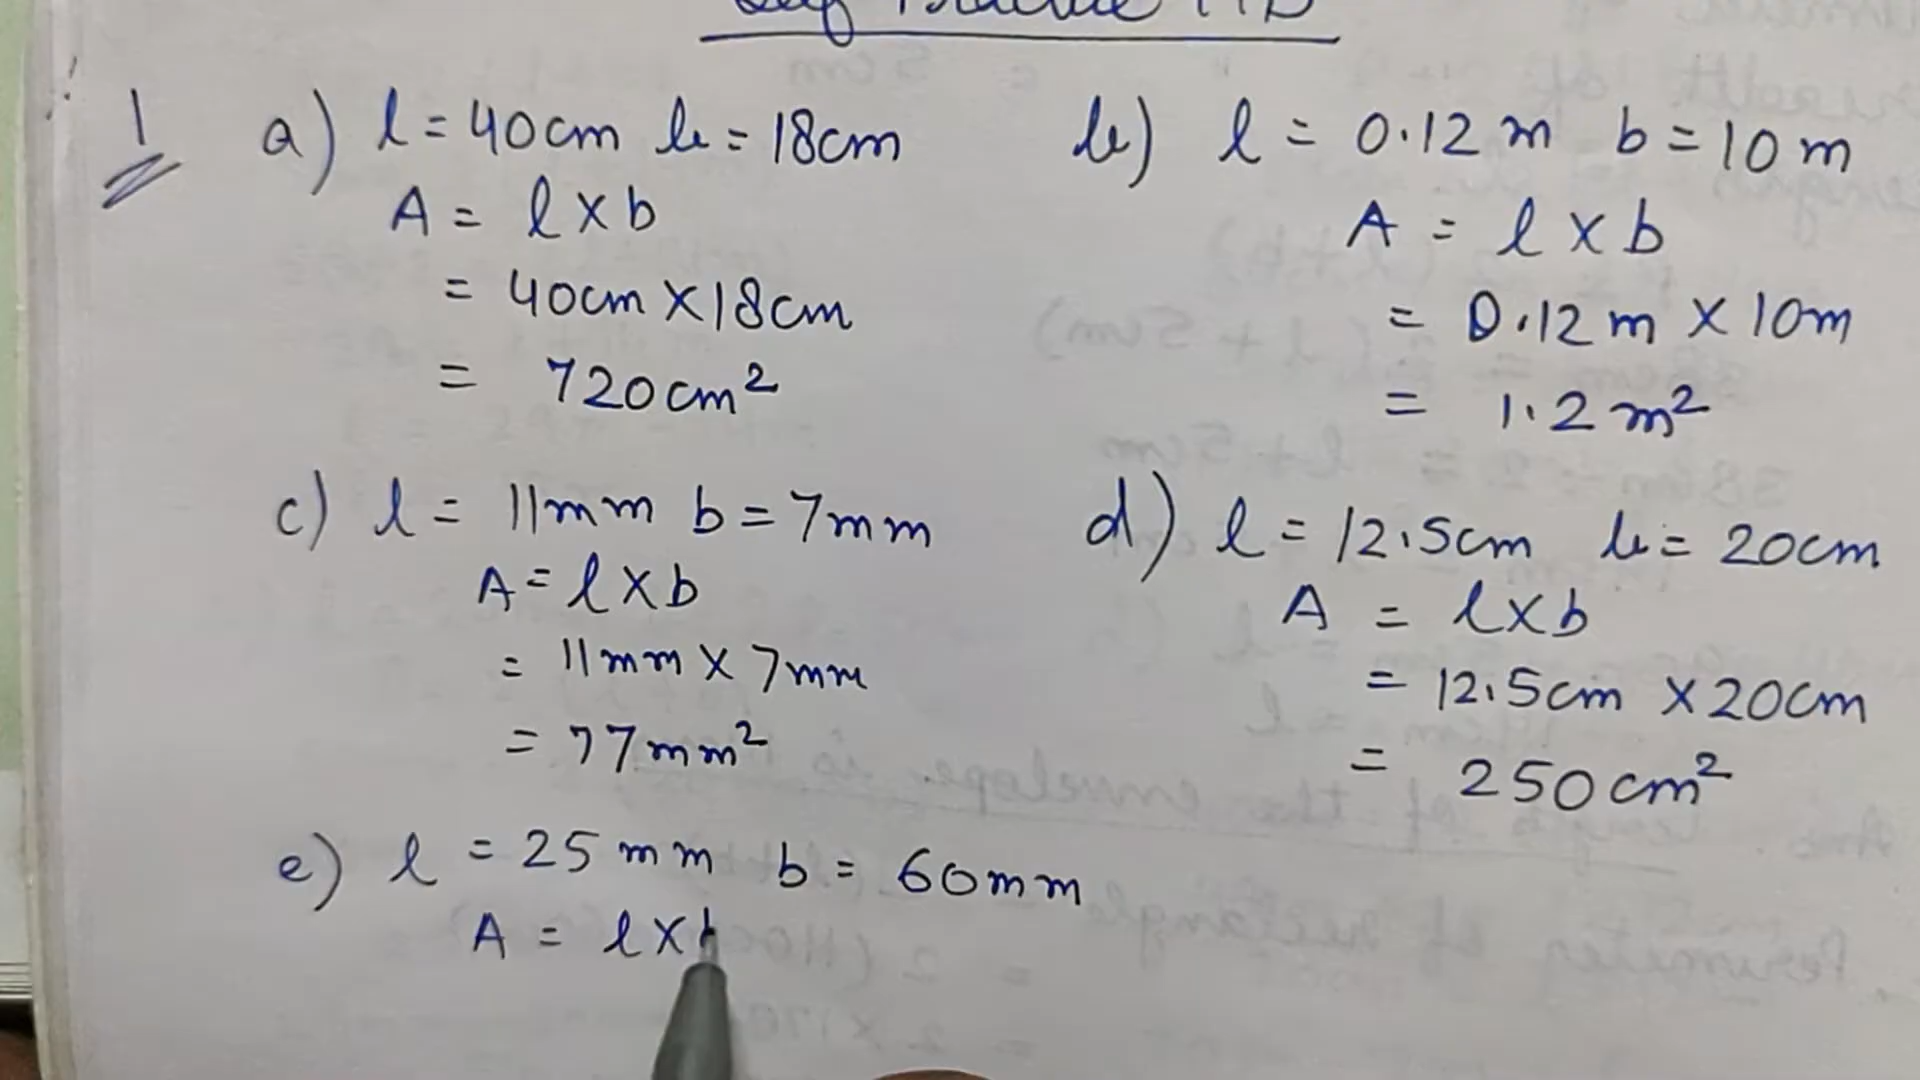 1 a) l = 40cm b = 18cm
A = l x b
= 40cm x 18cm
= 720cm²
b) l = 0.12 m b = 10 m
A = l x b
= 0.12 m x 10m
= 1.2 m²
c) l = 11mm b = 7mm
A = l x b
= 11mm x 7mm
= 77mm²
d) l = 12.5cm b = 20cm
A = l x b
= 12.5cm x 20cm
= 250cm²
e) l = 25 mm b = 60mm
A = l x b